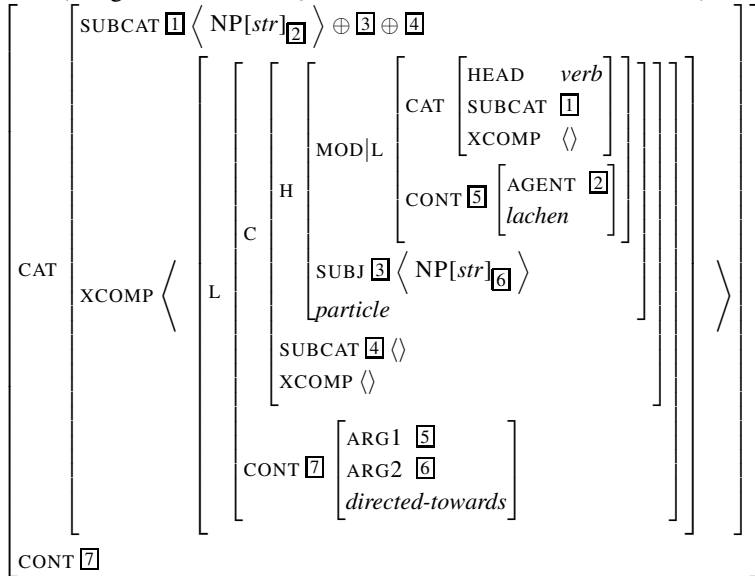 SUBCAT 1 ⟨ NP[str]2 ⟩ ⊕ 3 ⊕ 4
CAT
HEAD verb
SUBCAT 1
XCOMP ⟨⟩
MOD|L
CONT 5
AGENT 2
lachen
H
C
SUBJ 3 ⟨ NP[str]6 ⟩
particle
CAT
XCOMP
L
SUBCAT 4 ⟨⟩
XCOMP ⟨⟩
ARG1 5
CONT 7
ARG2 6
directed-towards
CONT 7